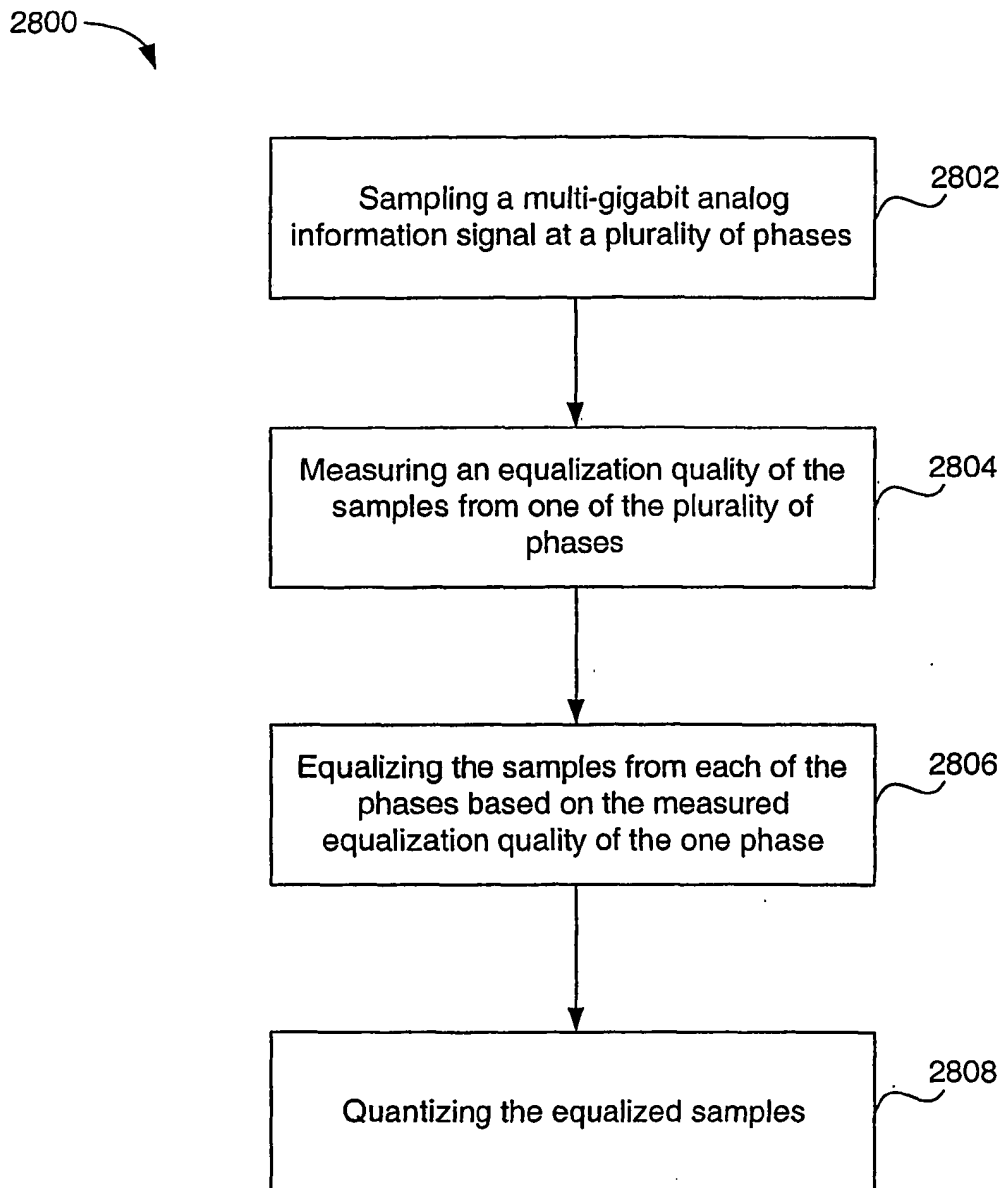 2800
Sampling a multi-gigabit analog
information signal at a plurality of phases
2802
Measuring an equalization quality of the
samples from one of the plurality of
phases
2804
Equalizing the samples from each of the
phases based on the measured
equalization quality of the one phase
2806
Quantizing the equalized samples
2808